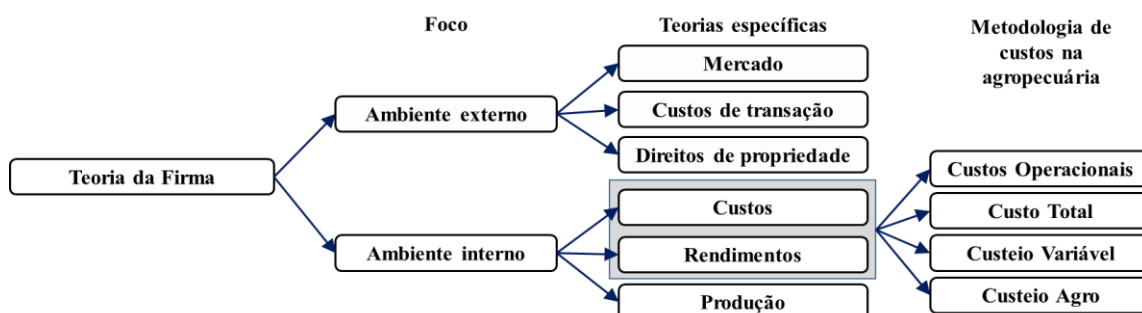 Foco
Teorias específicas
Metodologia de
custos na
agropecuária
Mercado
Ambiente externo
Custos de transação
Direitos de propriedade
Teoria da Firma
Custos Operacionais
Custos
Custo Total
Ambiente interno
Rendimentos
Custeio Variável
Produção
Custeio Agro